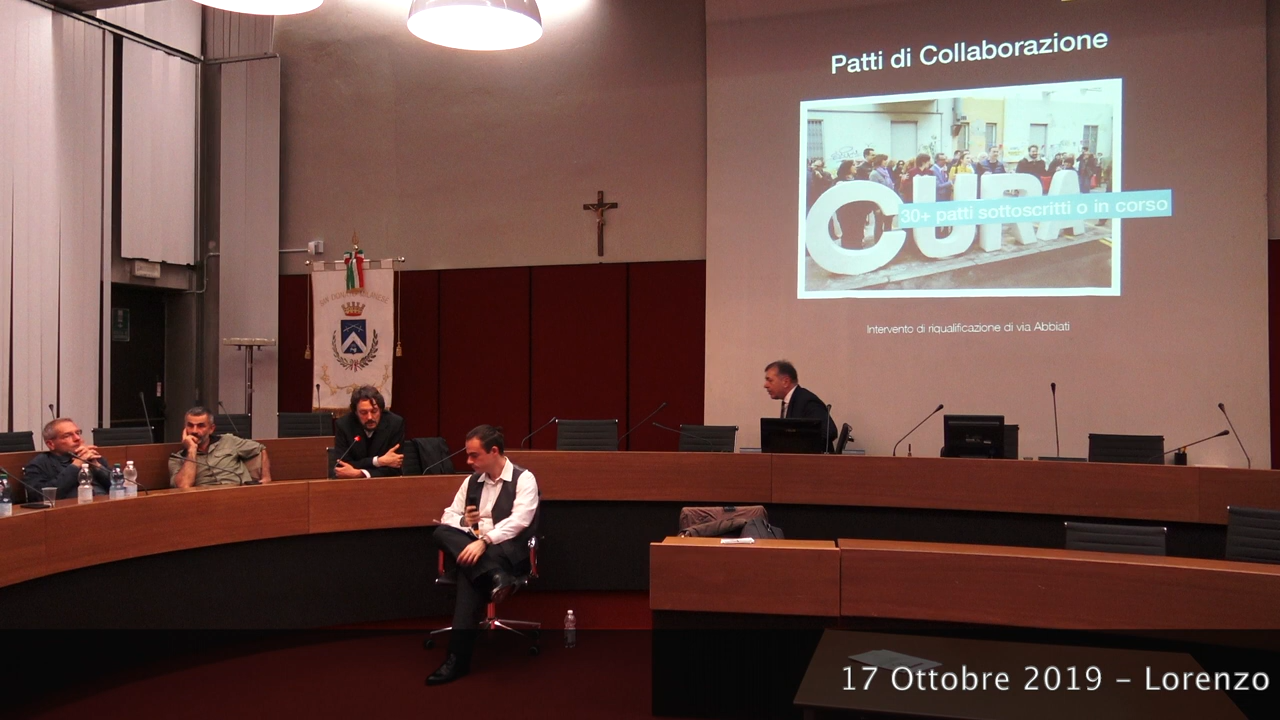 Patti di Collaborazione
CURA
30+ patti sottoscritti o in corso
Intervento di riqualificazione di via Abbiati
17 Ottobre 2019 - Lorenzo